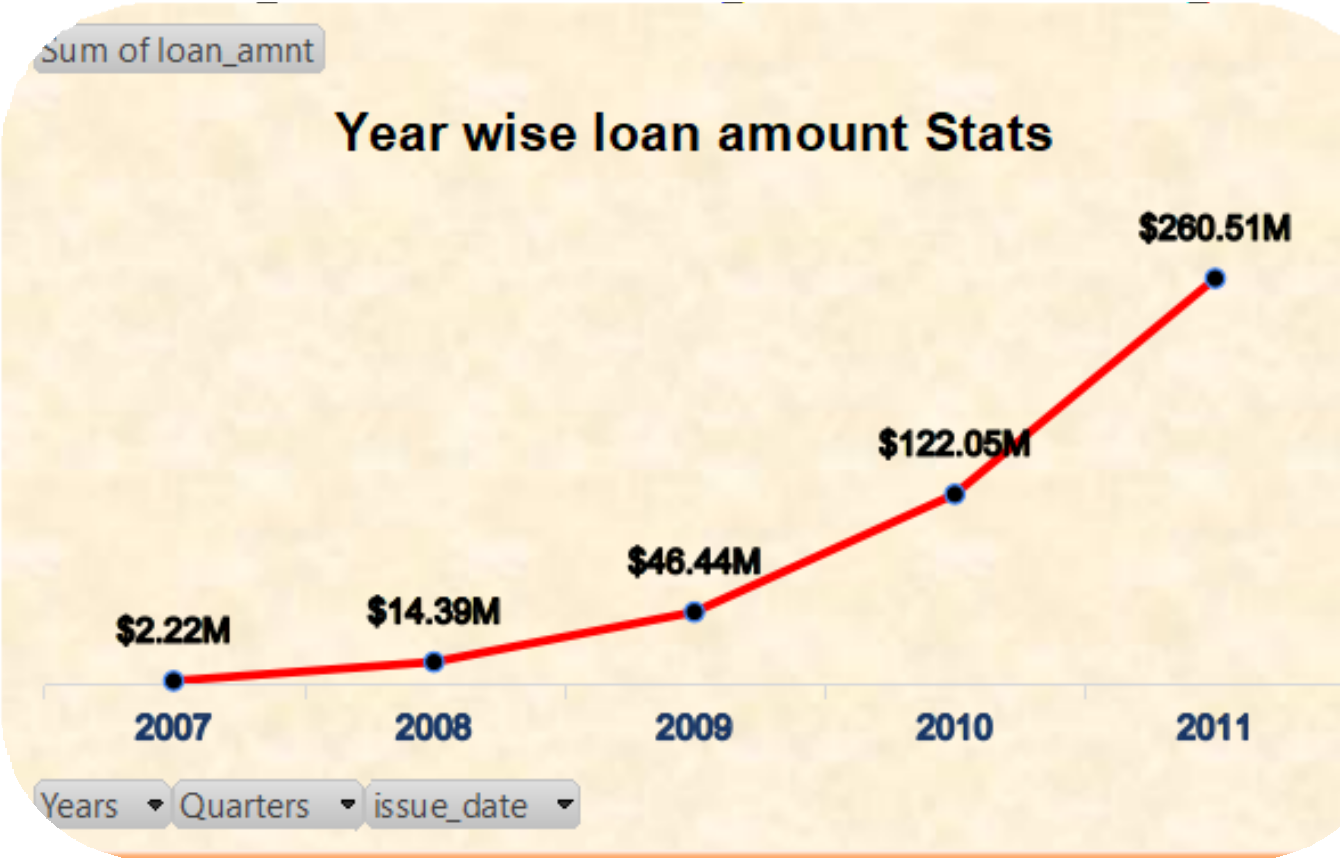 Sum of loan_amnt
Year wise loan amount Stats
$260.51M
$122.05M
$46.44M
$14.39M
$2.22M
2007 2008 2009 2010 2011
Years Quarters issue_date